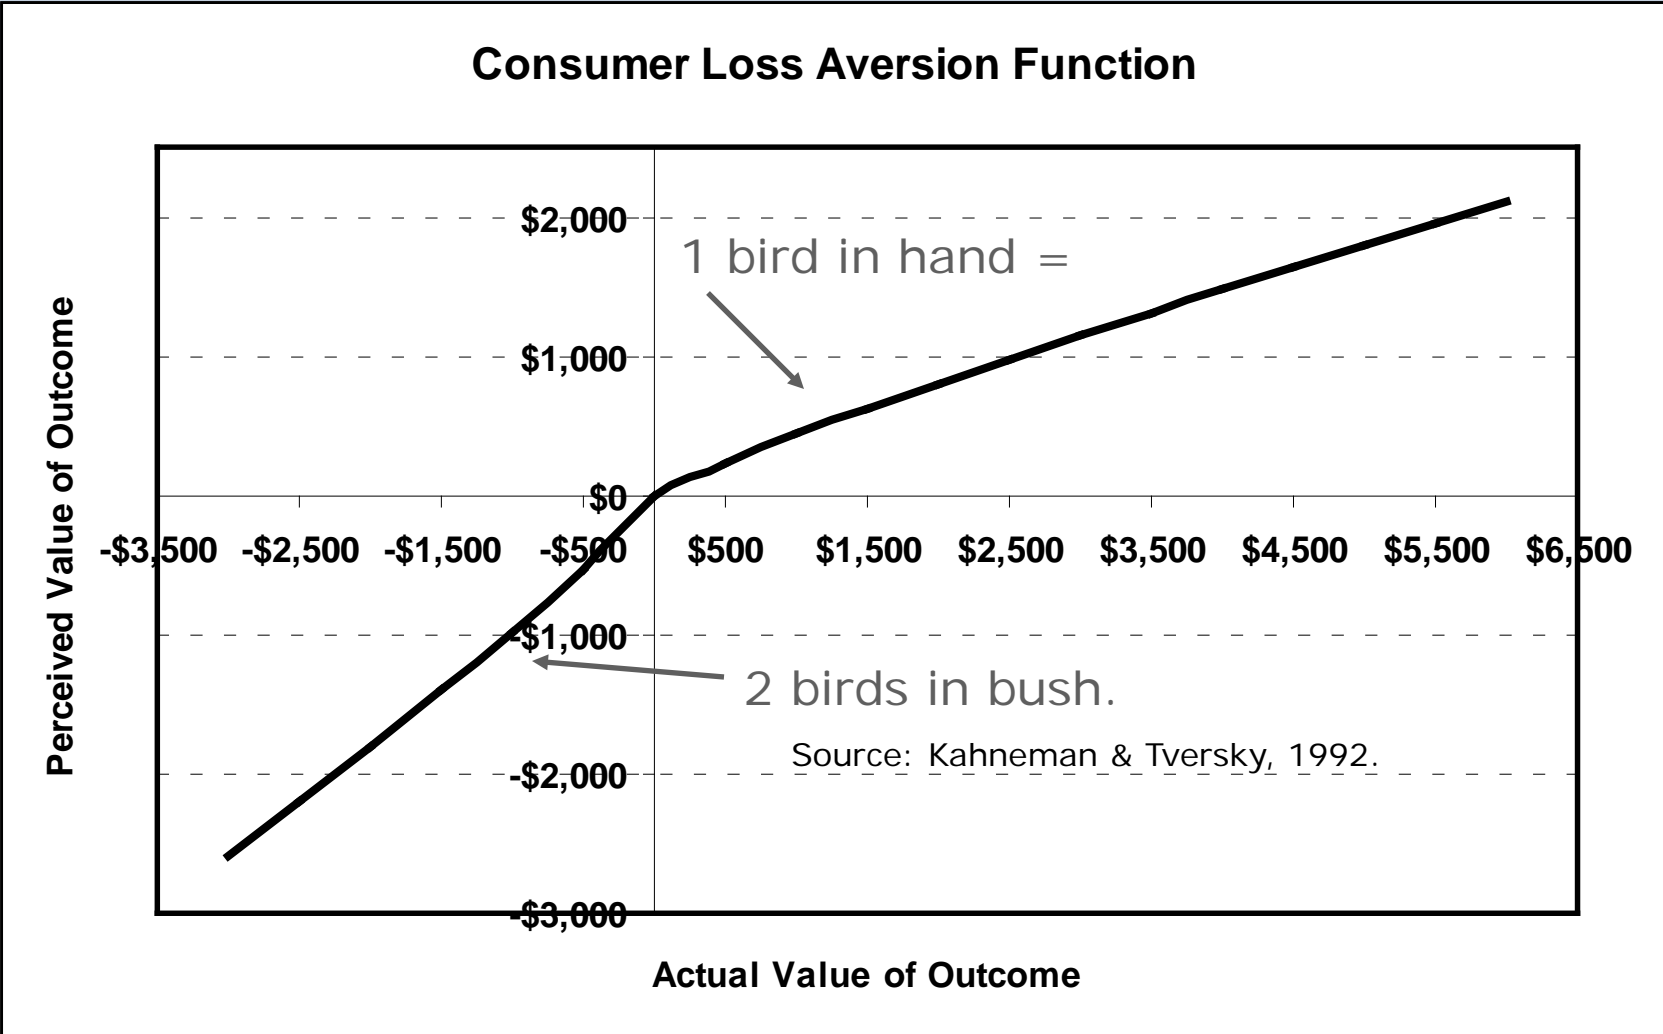 Consumer Loss Aversion Function
Perceived Value of Outcome
$2,000
1 bird in hand =
$1,000
$0
-$3,500 -$2,500 -$1,500 -$500 $500 $1,500 $2,500 $3,500 $4,500 $5,500 $6,500
-$1,000
2 birds in bush.
Source: Kahneman & Tversky, 1992.
-$2,000
-$3,000
Actual Value of Outcome